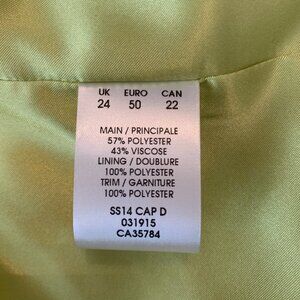 UK EURO CAN
24 50 22
MAIN / PRINCIPALE
57% POLYESTER
43% VISCOSE
LINING / DOUBLURE
100% POLYESTER
TRIM / GARNITURE
100% POLYESTER
SS14 CAP D
031915
CA35784